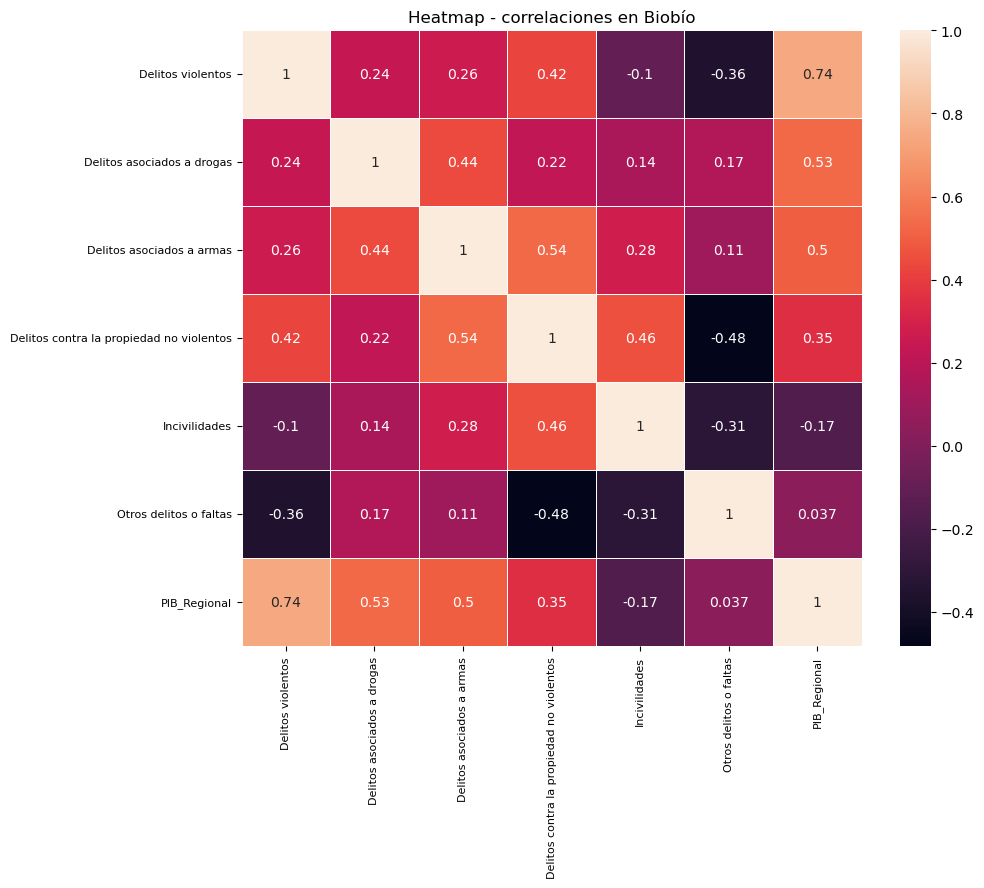 Heatmap - correlaciones en Biobío
Delitos violentos 1 0.24 0.26 0.42 -0.1 -0.36 0.74
Delitos asociados a drogas 0.24 1 0.44 0.22 0.14 0.17 0.53
Delitos asociados a armas 0.26 0.44 1 0.54 0.28 0.11 0.5
Delitos contra la propiedad no violentos 0.42 0.22 0.54 1 0.46 -0.48 0.35
Incivilidades -0.1 0.14 0.28 0.46 1 -0.31 -0.17
Otros delitos o faltas -0.36 0.17 0.11 -0.48 -0.31 1 0.037
PIB_Regional 0.74 0.53 0.5 0.35 -0.17 0.037 1
Delitos violentos
Delitos asociados a drogas
Delitos asociados a armas
Delitos contra la propiedad no violentos
Incivilidades
Otros delitos o faltas
PIB_Regional
1.0
0.8
0.6
0.4
0.2
0.0
−0.2
−0.4